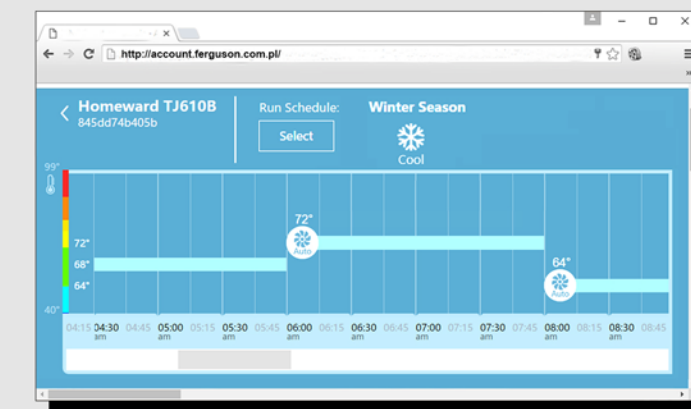 http://account.ferguson.com.pl/
Homeward TJ610B
845dd74b405b
Run Schedule:
Select
Winter Season
Cool
99°
72°
68°
64°
40°
72°
Auto
64°
Auto
04:15 04:30 04:45 05:00 05:15 05:30 05:45 06:00 06:15 06:30 06:45 07:00 07:15 07:30 07:45 08:00 08:15 08:30 08:45
am am am am am am am am am